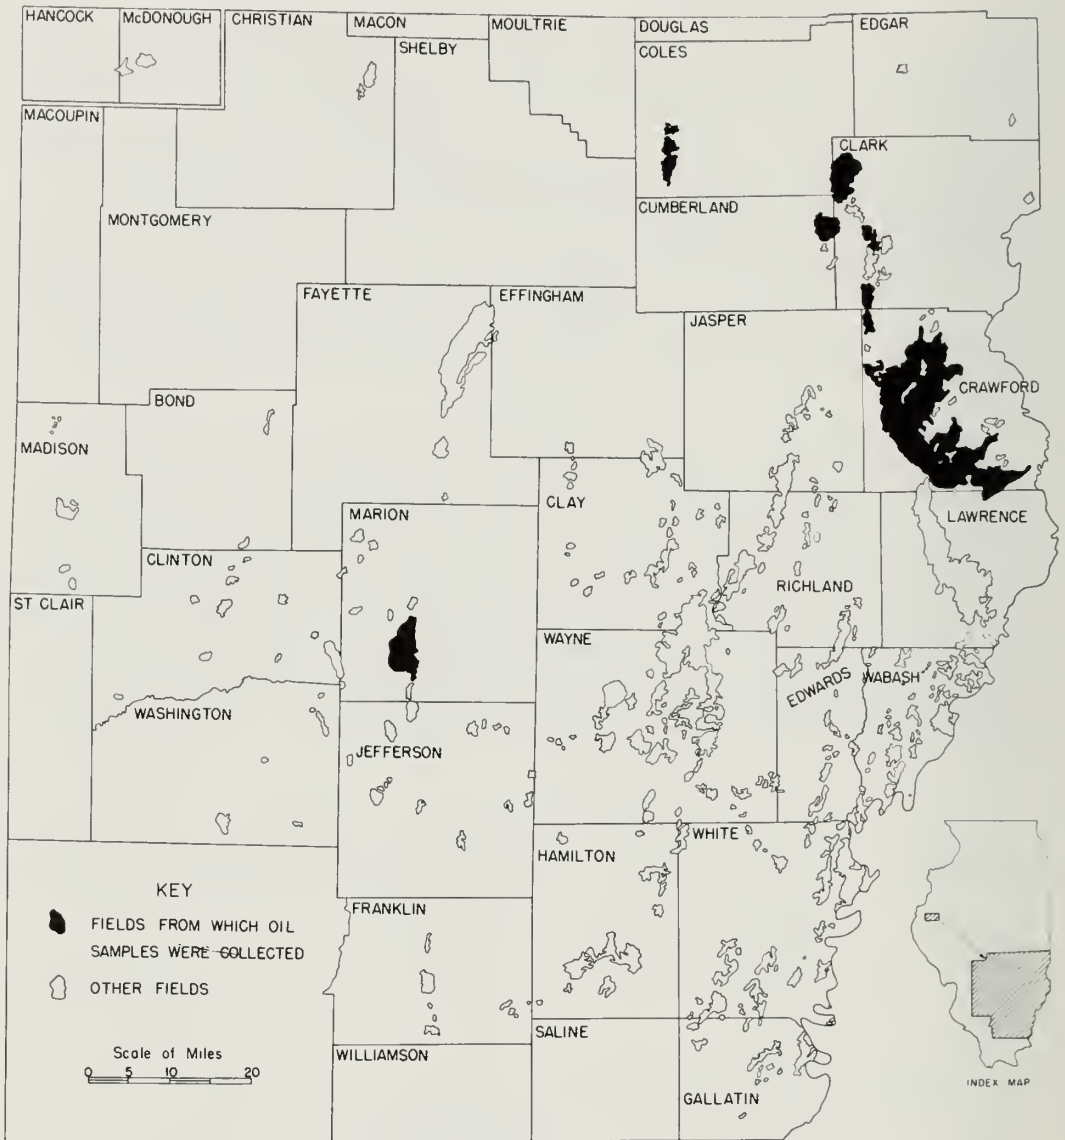 HANCOCK
McDONOUGH
CHRISTIAN
MACON
MOULTRIE
DOUGLAS
EDGAR
SHELBY
COLES
MACOUPIN
CLARK
CUMBERLAND
MONTGOMERY
FAYETTE
EFFINGHAM
JASPER
CRAWFORD
BOND
MADISON
CLAY
MARION
LAWRENCE
CLINTON
RICHLAND
ST CLAIR
WAYNE
EDWARDS
WABASH
WASHINGTON
JEFFERSON
WHITE
HAMILTON
KEY
FIELDS FROM WHICH OIL
SAMPLES WERE COLLECTED
OTHER FIELDS
FRANKLIN
SALINE
Scale of Miles
0 5 10 15 20
WILLIAMSON
GALLATIN
INDEX MAP